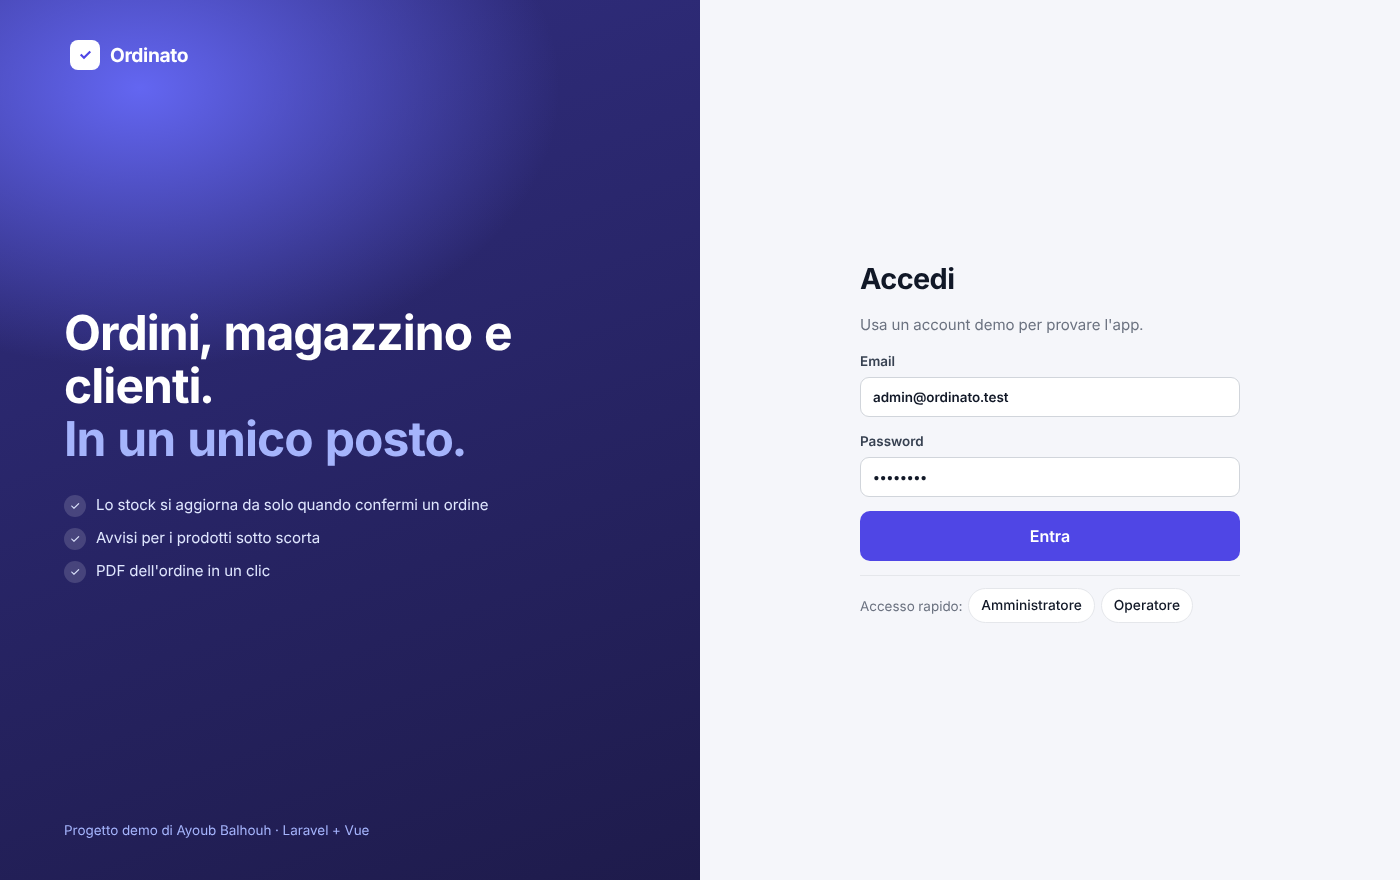 Ordinato
Ordini, magazzino e
clienti.
In un unico posto.
Lo stock si aggiorna da solo quando confermi un ordine
Avvisi per i prodotti sotto scorta
PDF dell'ordine in un clic
Progetto demo di Ayoub Balhouh · Laravel + Vue
Accedi
Usa un account demo per provare l'app.
Email
admin@ordinato.test
Password
••••••••
Entra
Accesso rapido: Amministratore Operatore